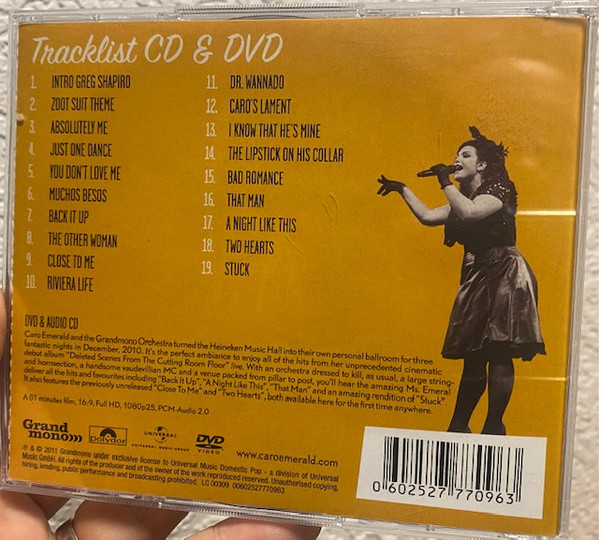 Tracklist CD & DVD
1. INTRO GREG SHAPIRO
2. ZOOT SUIT THEME
3. ABSOLUTELY ME
4. JUST ONE DANCE
5. YOU DON'T LOVE ME
6. MUCHOS BESOS
7. BACK IT UP
8. THE OTHER WOMAN
9. CLOSE TO ME
10. RIVIERA LIFE
11. DR. WANNADO
12. CARO'S LAMENT
13. I KNOW THAT HE'S MINE
14. THE LIPSTICK ON HIS COLLAR
15. BAD ROMANCE
16. THAT MAN
17. A NIGHT LIKE THIS
18. TWO HEARTS
19. STUCK
DVD & AUDIO CD
Caro Emerald and the Grandmono Orchestra turned the Heineken Music Hall into their own personal ballroom for three
fantastic nights in December, 2010. It's the perfect ambiance to enjoy all of the hits from her unprecedented cinematic
debut album "Deleted Scenes From The Cutting Room Floor" live. With an orchestra dressed to kill, as usual, a large string-
and hornsection, a handsome vaudevillian MC and a venue packed from pillar to post, you'll hear the amazing Ms. Emeral
deliver all the hits and favourites including "Back It Up", "A Night Like This", "That Man" and an amazing rendition of "Stuck".
It also features the previously unreleased "Close to Me" and "Two Hearts", both available here for the first time anywhere.
A 81 minutes film, 16:9, Full HD, 1080p25, PCM-Audio 2.0
Grand
mono
polydor
UNIVERSAL
UNIVERSAL MUSIC GROUP
DVD
VIDEO
www.caroemerald.com
℗ & © 2011 Grandmono under exclusive license to Universal Music Domestic Pop - a division of Universal
Music GmbH. All rights of the producer and of the owner of the work reproduced reserved. Unauthorised copying,
hiring, lending, public performance and broadcasting prohibited. LC 00309 00602527770963
0 602527 770963